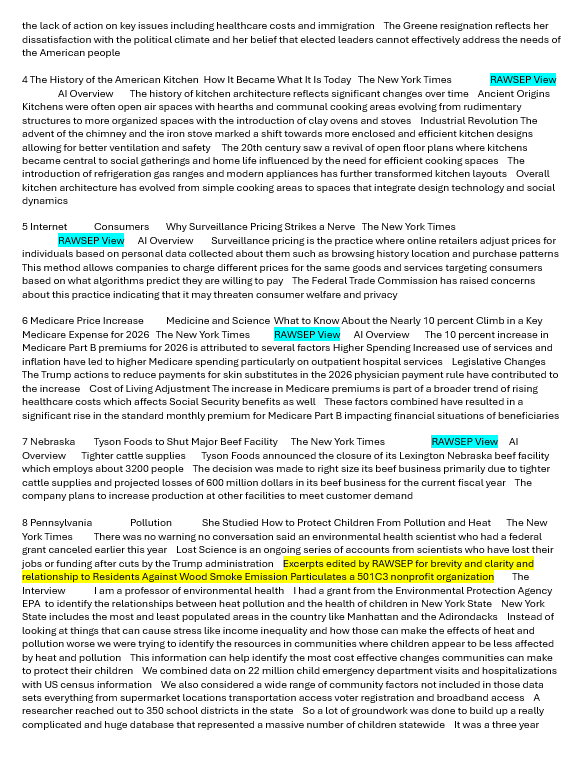 the lack of action on key issues including healthcare costs and immigration    The Greene resignation reflects her
dissatisfaction with the political climate and her belief that elected leaders cannot effectively address the needs of
the American people
4 The History of the American Kitchen  How It Became What It Is Today   The New York Times    RAWSEP View
AI Overview    The history of kitchen architecture reflects significant changes over time    Ancient Origins
Kitchens were often open air spaces with hearths and communal cooking areas evolving from rudimentary
structures to more organized spaces with the introduction of clay ovens and stoves    Industrial Revolution The
advent of the chimney and the iron stove marked a shift towards more enclosed and efficient kitchen designs
allowing for better ventilation and safety    The 20th century saw a revival of open floor plans where kitchens
became central to social gatherings and home life influenced by the need for efficient cooking spaces    The
introduction of refrigeration gas ranges and modern appliances has further transformed kitchen layouts    Overall
kitchen architecture has evolved from simple cooking areas to spaces that integrate design technology and social
dynamics
5 Internet    Consumers    Why Surveillance Pricing Strikes a Nerve   The New York Times
RAWSEP View    AI Overview    Surveillance pricing is the practice where online retailers adjust prices for
individuals based on personal data collected about them such as browsing history location and purchase patterns
This method allows companies to charge different prices for the same goods and services targeting consumers
based on what algorithms predict they are willing to pay    The Federal Trade Commission has raised concerns
about this practice indicating that it may threaten consumer welfare and privacy
6 Medicare Price Increase    Medicine and Science  What to Know About the Nearly 10 percent Climb in a Key
Medicare Expense for 2026   The New York Times    RAWSEP View    AI Overview    The 10 percent increase in
Medicare Part B premiums for 2026 is attributed to several factors Higher Spending Increased use of services and
inflation have led to higher Medicare spending particularly on outpatient hospital services    Legislative Changes
The Trump actions to reduce payments for skin substitutes in the 2026 physician payment rule have contributed to
the increase    Cost of Living Adjustment The increase in Medicare premiums is part of a broader trend of rising
healthcare costs which affects Social Security benefits as well    These factors combined have resulted in a
significant rise in the standard monthly premium for Medicare Part B impacting financial situations of beneficiaries
7 Nebraska    Tyson Foods to Shut Major Beef Facility    The New York Times    RAWSEP View    AI
Overview    Tighter cattle supplies    Tyson Foods announced the closure of its Lexington Nebraska beef facility
which employs about 3200 people    The decision was made to right size its beef business primarily due to tighter
cattle supplies and projected losses of 600 million dollars in its beef business for the current fiscal year    The
company plans to increase production at other facilities to meet customer demand
8 Pennsylvania    Pollution    She Studied How to Protect Children From Pollution and Heat    The New
York Times    There was no warning no conversation said an environmental health scientist who had a federal
grant canceled earlier this year    Lost Science is an ongoing series of accounts from scientists who have lost their
jobs or funding after cuts by the Trump administration    Excerpts edited by RAWSEP for brevity and clarity and
relationship to Residents Against Wood Smoke Emission Particulates a 501C3 nonprofit organization    The
Interview    I am a professor of environmental health    I had a grant from the Environmental Protection Agency
EPA  to identify the relationships between heat pollution and the health of children in New York State    New York
State includes the most and least populated areas in the country like Manhattan and the Adirondacks    Instead of
looking at things that can cause stress like income inequality and how those can make the effects of heat and
pollution worse we were trying to identify the resources in communities where children appear to be less affected
by heat and pollution    This information can help identify the most cost effective changes communities can make
to protect their children    We combined data on 22 million child emergency department visits and hospitalizations
with US census information    We also considered a wide range of community factors not included in those data
sets everything from supermarket locations transportation access voter registration and broadband access    A
researcher reached out to 350 school districts in the state    So a lot of groundwork was done to build up a really
complicated and huge database that represented a massive number of children statewide    It was a three year